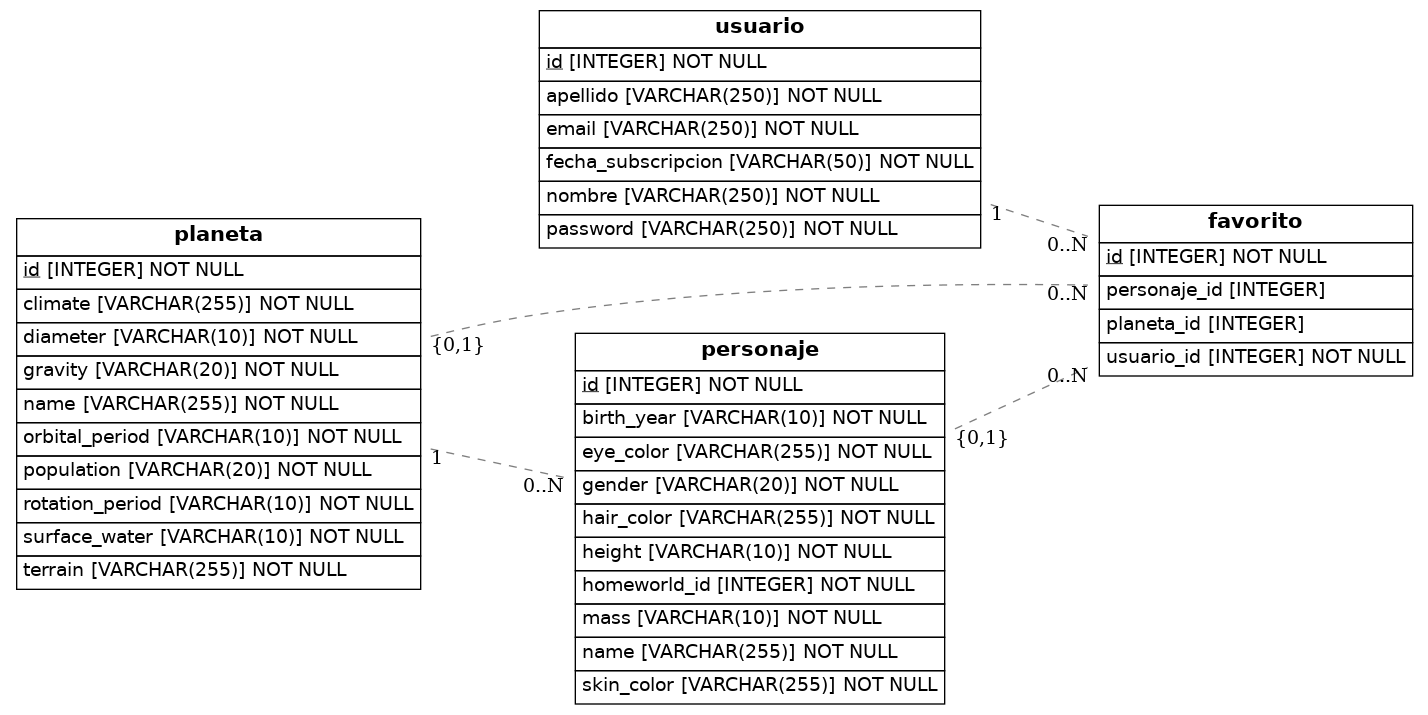 usuario
id [INTEGER] NOT NULL
apellido [VARCHAR(250)] NOT NULL
email [VARCHAR(250)] NOT NULL
fecha_subscripcion [VARCHAR(50)] NOT NULL
nombre [VARCHAR(250)] NOT NULL
password [VARCHAR(250)] NOT NULL
1
0..N
favorito
id [INTEGER] NOT NULL
personaje_id [INTEGER]
planeta_id [INTEGER]
usuario_id [INTEGER] NOT NULL
0..N
0..N
planeta
id [INTEGER] NOT NULL
climate [VARCHAR(255)] NOT NULL
diameter [VARCHAR(10)] NOT NULL
gravity [VARCHAR(20)] NOT NULL
name [VARCHAR(255)] NOT NULL
orbital_period [VARCHAR(10)] NOT NULL
population [VARCHAR(20)] NOT NULL
rotation_period [VARCHAR(10)] NOT NULL
surface_water [VARCHAR(10)] NOT NULL
terrain [VARCHAR(255)] NOT NULL
{0,1}
1
0..N
personaje
id [INTEGER] NOT NULL
birth_year [VARCHAR(10)] NOT NULL
eye_color [VARCHAR(255)] NOT NULL
gender [VARCHAR(20)] NOT NULL
hair_color [VARCHAR(255)] NOT NULL
height [VARCHAR(10)] NOT NULL
homeworld_id [INTEGER] NOT NULL
mass [VARCHAR(10)] NOT NULL
name [VARCHAR(255)] NOT NULL
skin_color [VARCHAR(255)] NOT NULL
{0,1}